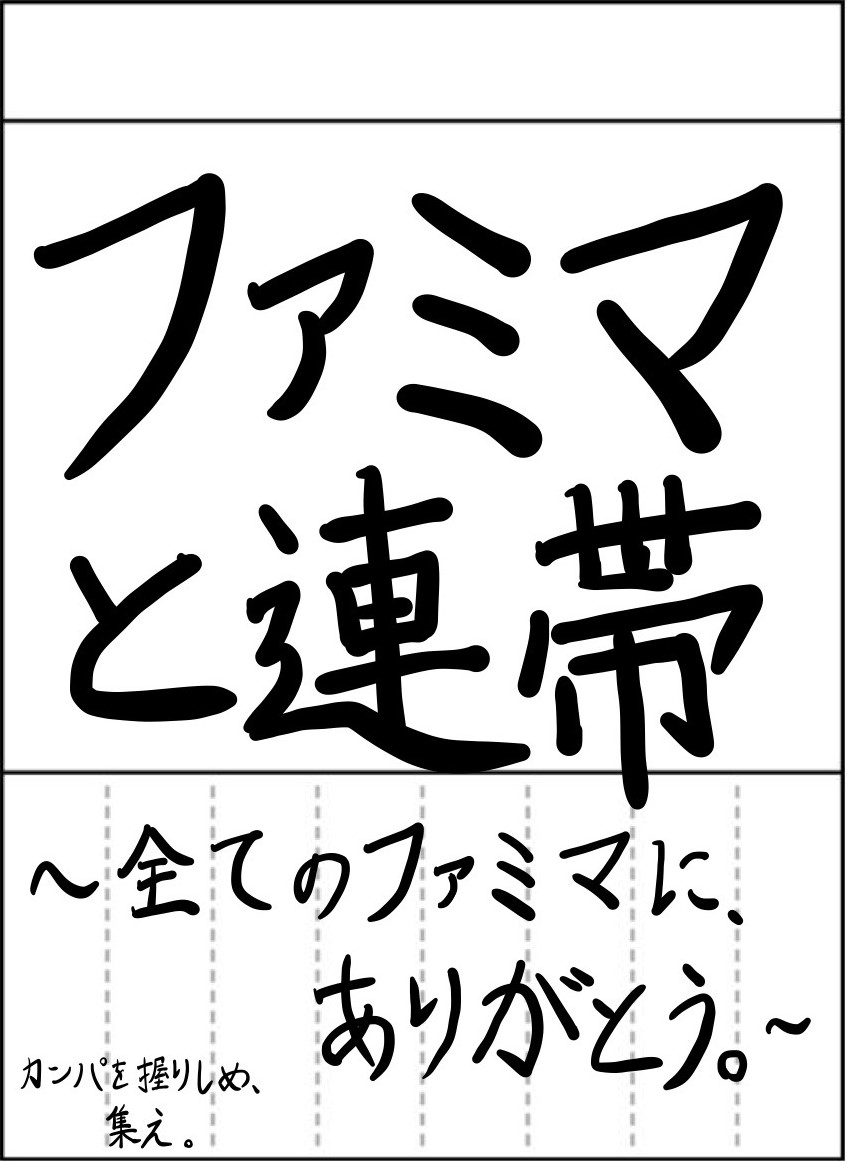 ファミマ
と連帯
～全てのファミマに、
ありがとう。～
カンパを握りしめ、
集え。